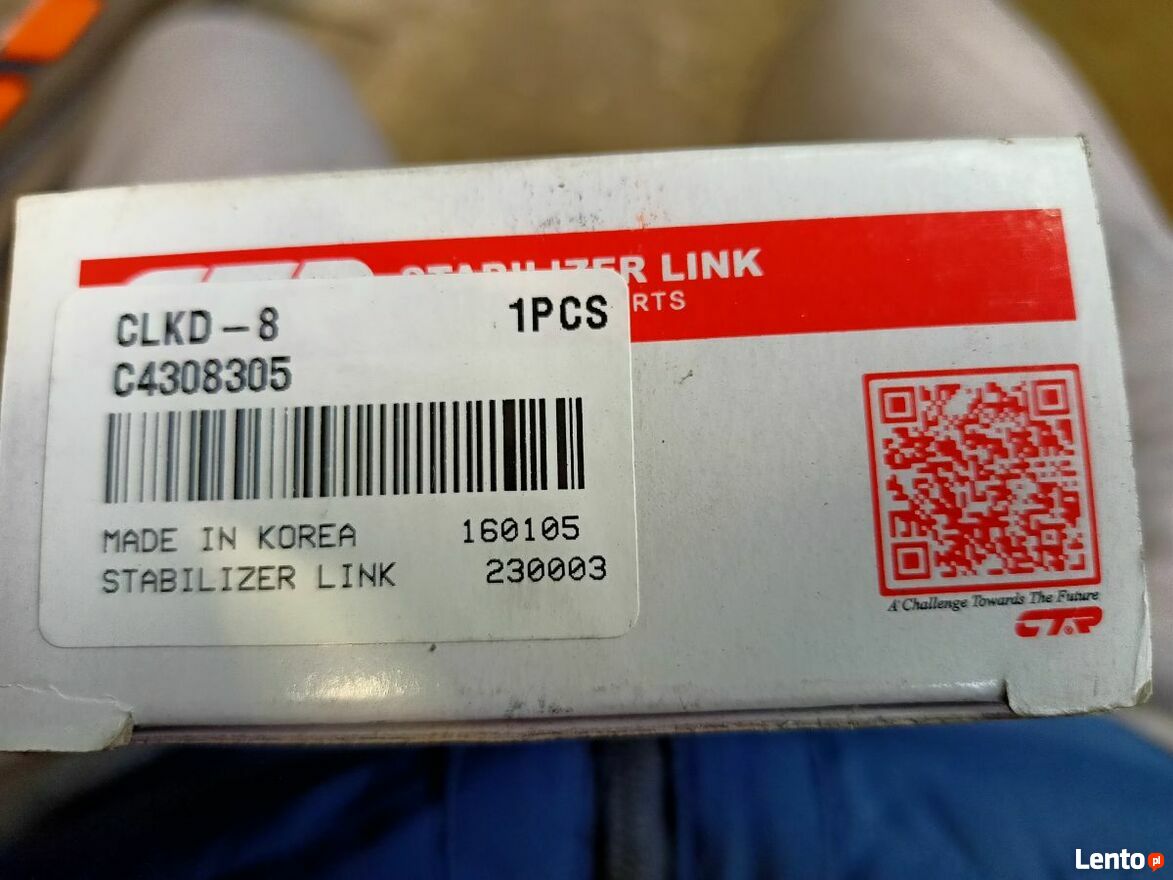 STABILIZER LINK
RTS
CLKD-8 1PCS
C4308305
MADE IN KOREA 160105
STABILIZER LINK 230003
A Challenge Towards The Future
CTR
Lento.pl